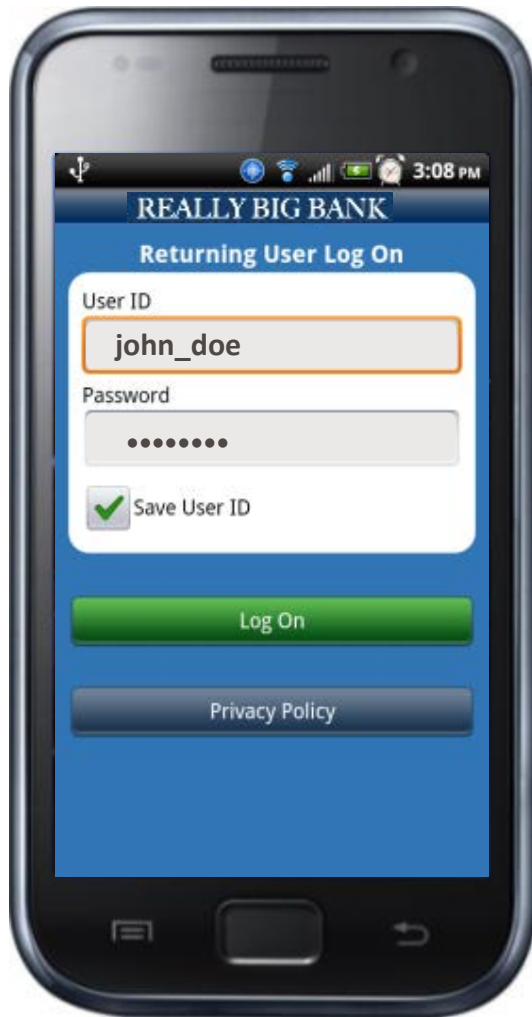 3:08 PM
REALLY BIG BANK
Returning User Log On
User ID
john_doe
Password
••••••••
Save User ID
Log On
Privacy Policy